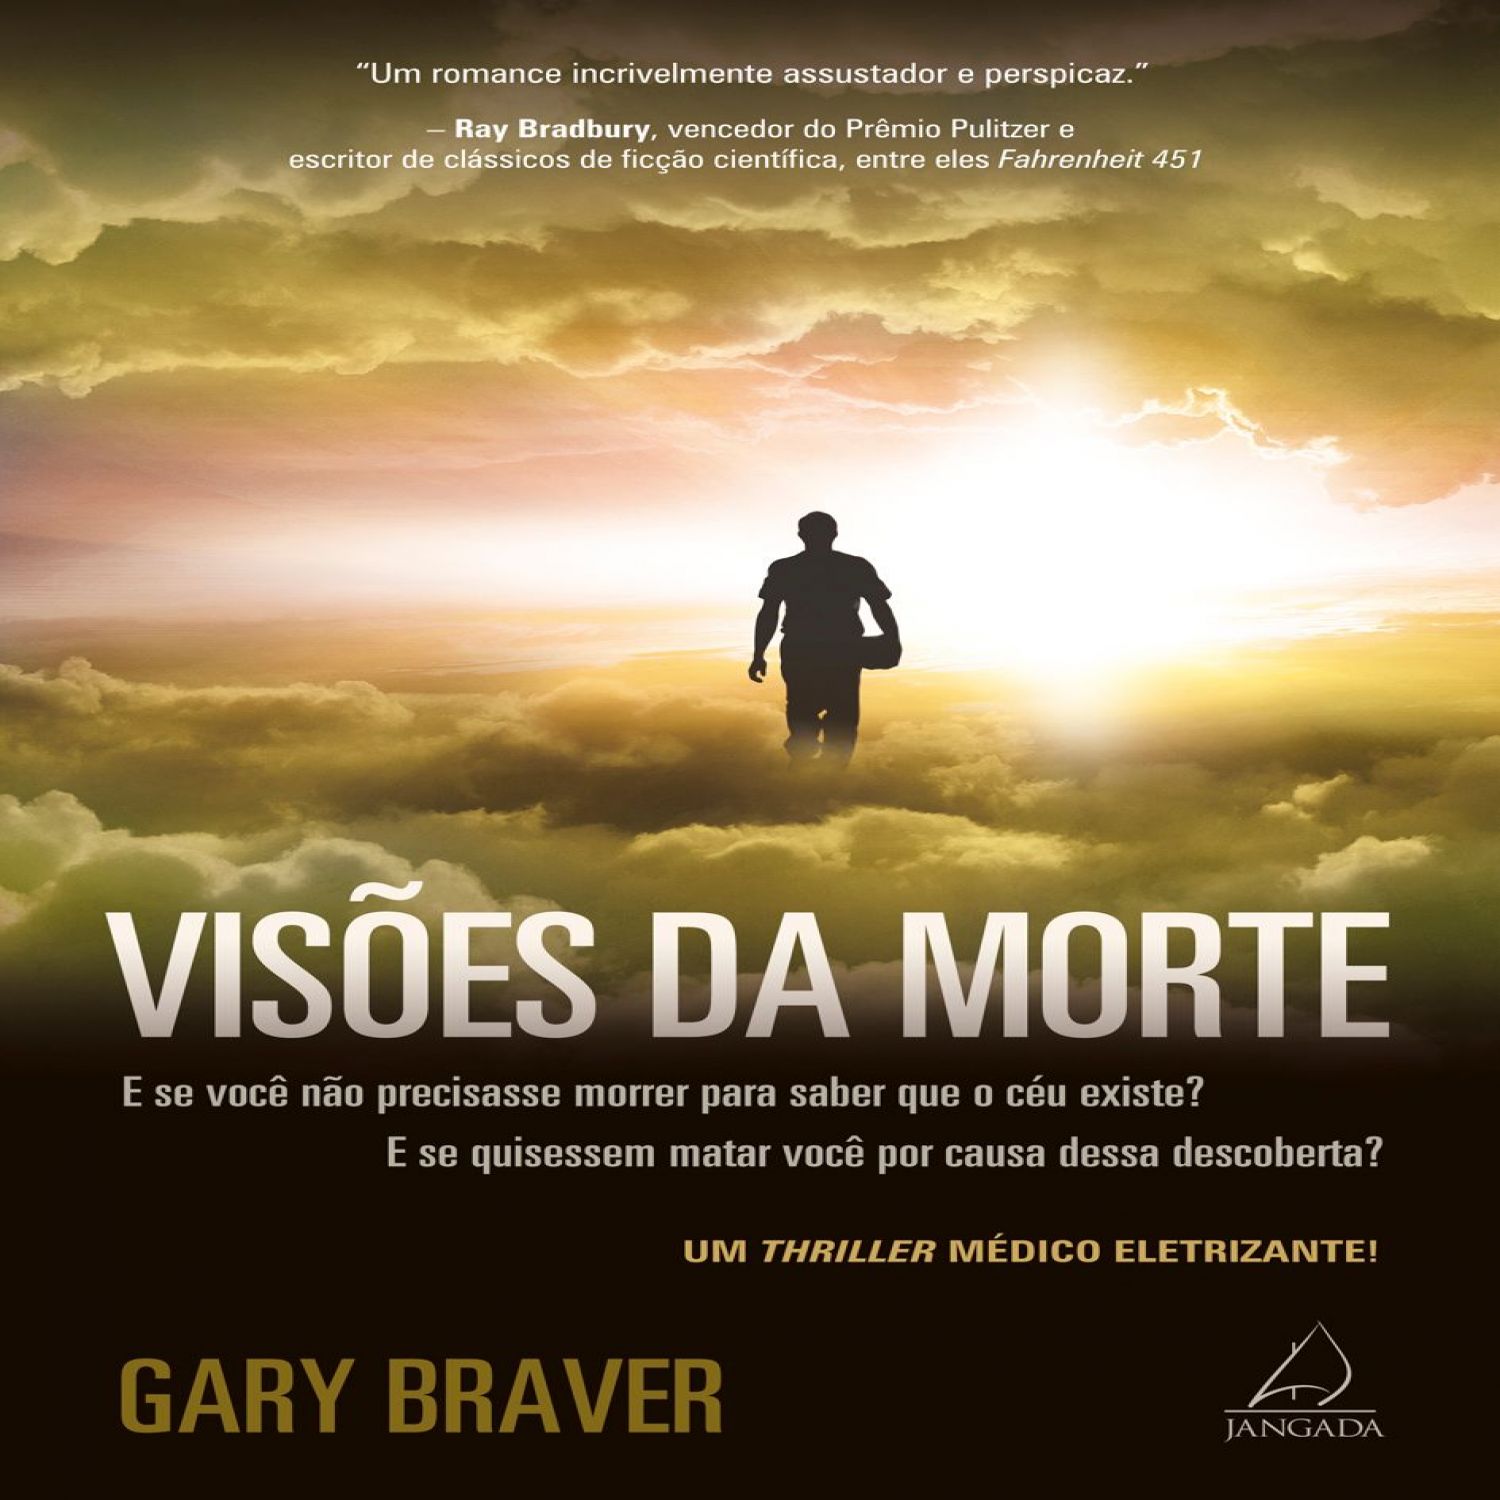 “Um romance incrivelmente assustador e perspicaz.”
– Ray Bradbury, vencedor do Prêmio Pulitzer e
escritor de clássicos de ficção científica, entre eles Fahrenheit 451
VISÕES DA MORTE
E se você não precisasse morrer para saber que o céu existe?
E se quisessem matar você por causa dessa descoberta?
UM THRILLER MÉDICO ELETRIZANTE!
GARY BRAVER
JANGADA